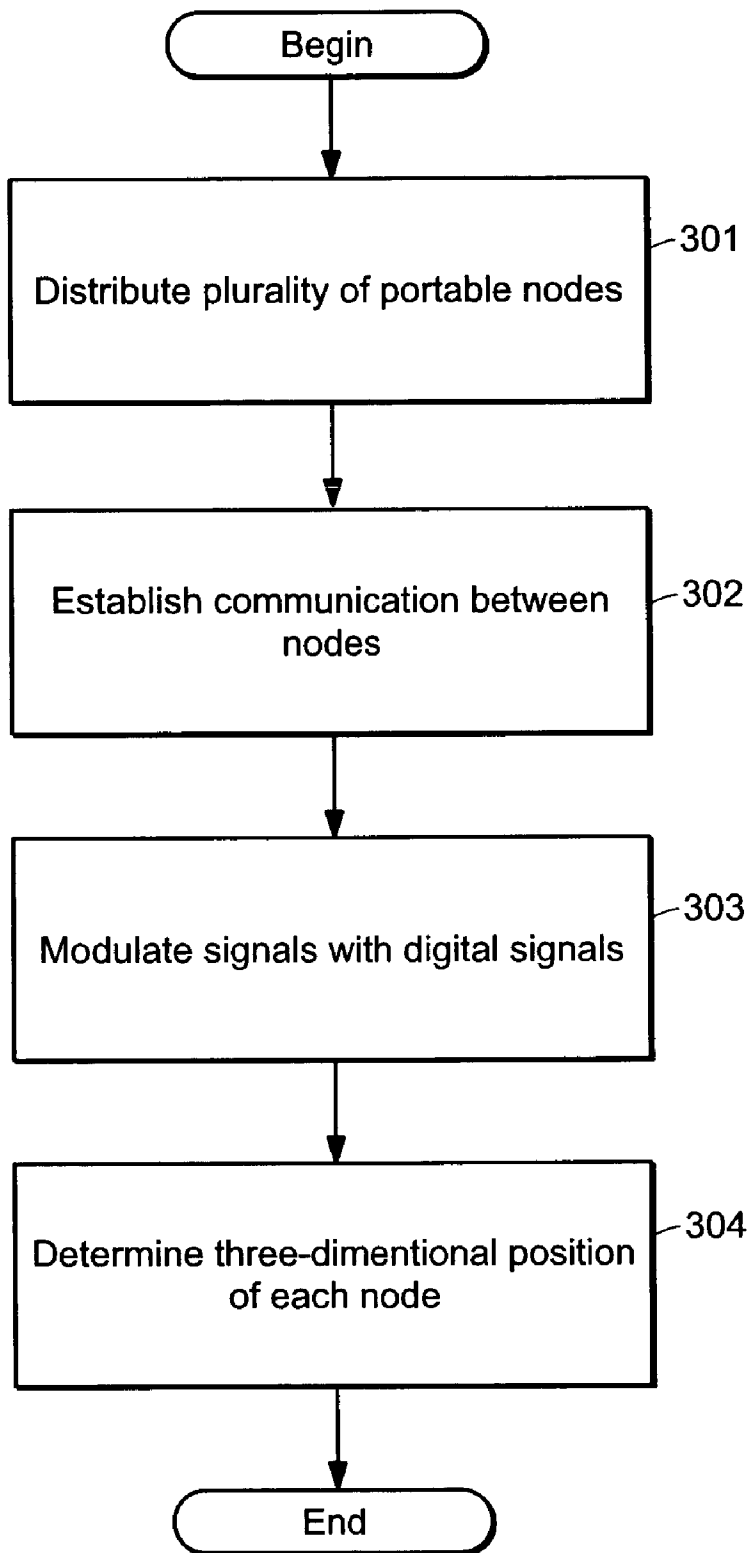 Begin
Distribute plurality of portable nodes
301
Establish communication between
nodes
302
Modulate signals with digital signals
303
Determine three-dimentional position
of each node
304
End